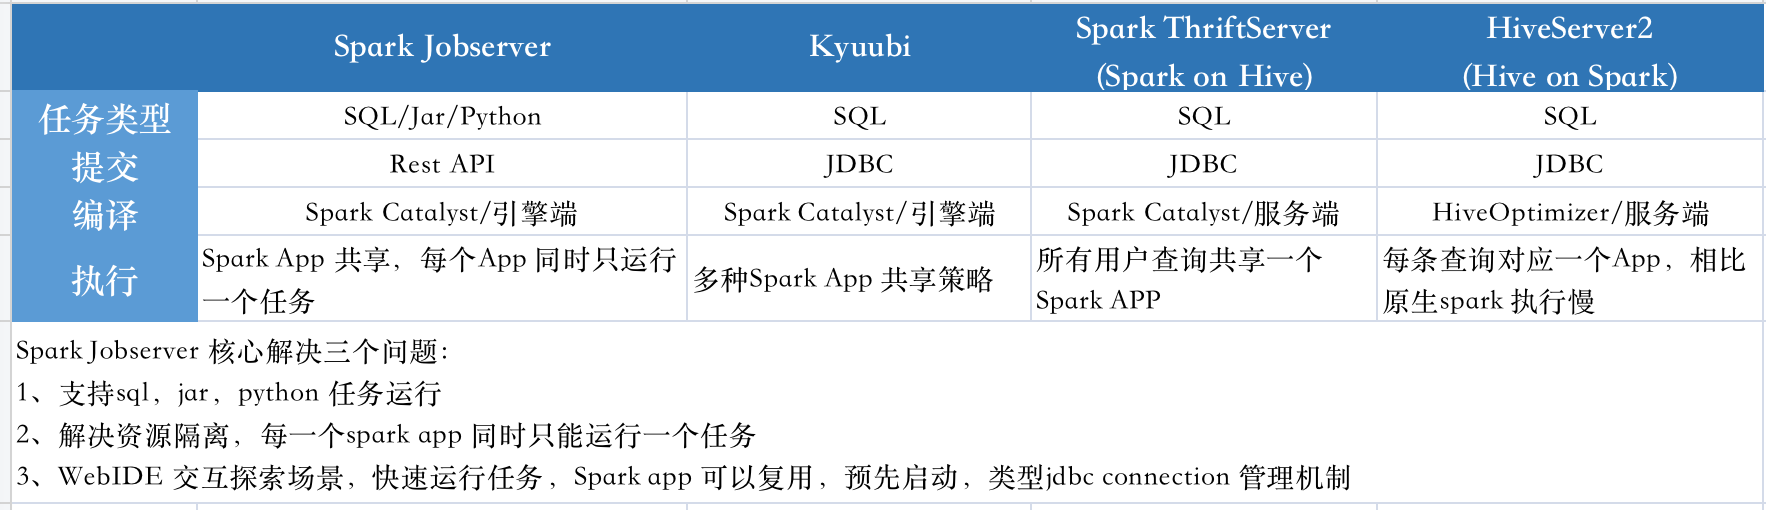 Spark Jobserver Kyuubi Spark ThriftServer (Spark on Hive) HiveServer2 (Hive on Spark)
任务类型 SQL/Jar/Python SQL SQL SQL
提交 Rest API JDBC JDBC JDBC
编译 Spark Catalyst/引擎端 Spark Catalyst/引擎端 Spark Catalyst/服务端 HiveOptimizer/服务端
执行 Spark App 共享，每个App 同时只运行一个任务 多种Spark App 共享策略 所有用户查询共享一个Spark APP 每条查询对应一个App，相比原生spark 执行慢
Spark Jobserver 核心解决三个问题：
1、支持sql，jar，python 任务运行
2、解决资源隔离，每一个spark app 同时只能运行一个任务
3、WebIDE 交互探索场景，快速运行任务，Spark app 可以复用，预先启动，类型jdbc connection 管理机制